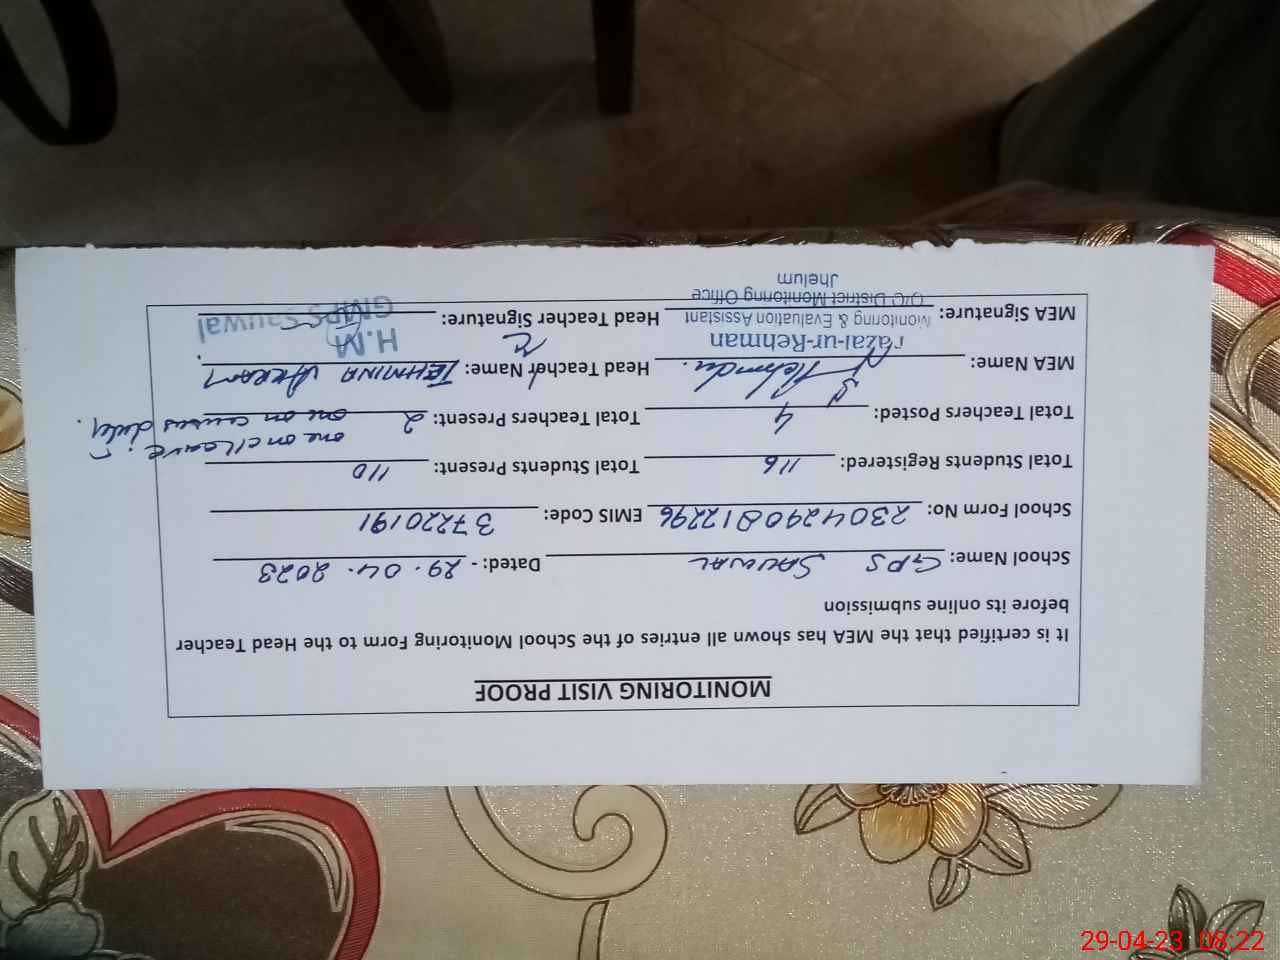 MONITORING VISIT PROOF
It is certified that the MEA has shown all entries of the School Monitoring Form to the Head Teacher
before its online submission
School Name: GPS SAUWAL Dated: - 29.04.2023
School Form No: 2304290812296 EMIS Code: 37220191
Total Students Registered: 116 Total Students Present: 110
one on c/Leave.
Total Teachers Posted: 4 Total Teachers Present: 2 one on census duty.
MEA Name: Rehman. Head Teacher Name: TEHMINA AKRAM
Fazal-ur-Rehman
H.M
MEA Signature: Monitoring & Evaluation Assistant Head Teacher Signature: GMPS Sauwal
O/C District Monitoring Office
Jhelum
29-04-23 08:22